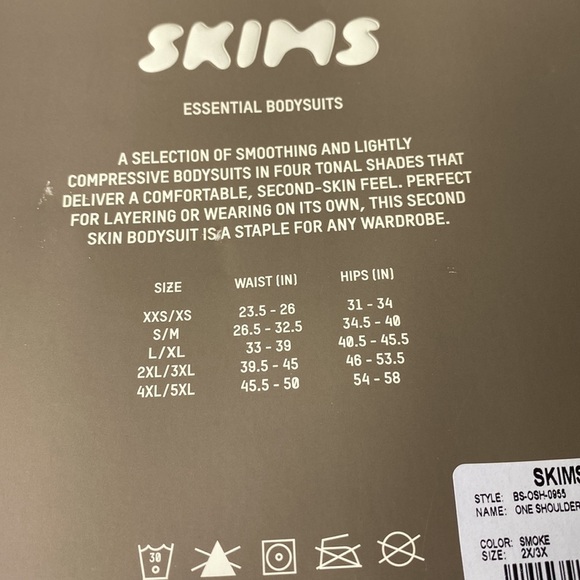 SKIMS
ESSENTIAL BODYSUITS
A SELECTION OF SMOOTHING AND LIGHTLY
COMPRESSIVE BODYSUITS IN FOUR TONAL SHADES THAT
DELIVER A COMFORTABLE, SECOND-SKIN FEEL. PERFECT
FOR LAYERING OR WEARING ON ITS OWN, THIS SECOND
SKIN BODYSUIT IS A STAPLE FOR ANY WARDROBE.
SIZE WAIST (IN) HIPS (IN)
XXS/XS 23.5 - 26 31 - 34
S/M 26.5 - 32.5 34.5 - 40
L/XL 33 - 39 40.5 - 45.5
2XL/3XL 39.5 - 45 46 - 53.5
4XL/5XL 45.5 - 50 54 - 58
30
SKIMS
STYLE: BS-OSH-0955
NAME: ONE SHOULDER
COLOR: SMOKE
SIZE: 2X/3X